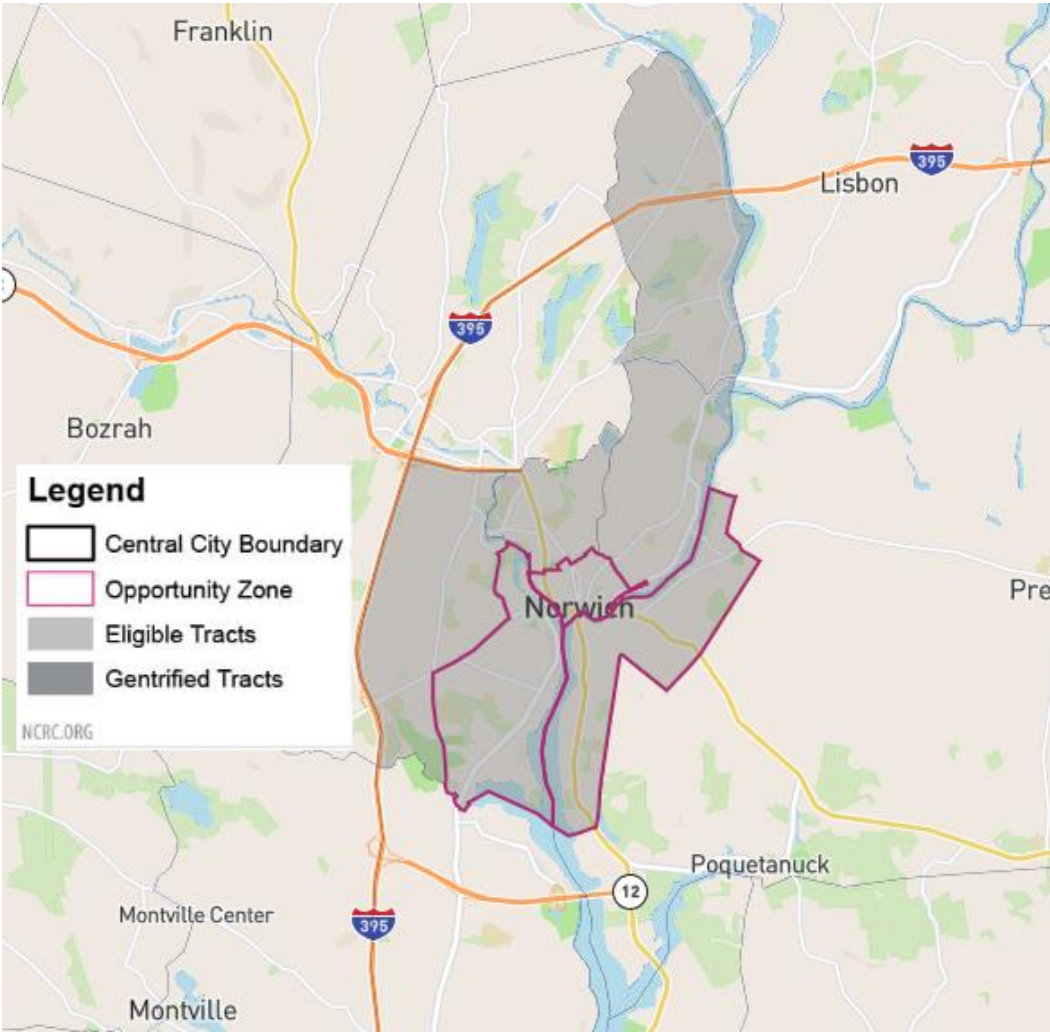 Franklin
395
Lisbon
395
Bozrah
Legend
Central City Boundary
Opportunity Zone
Eligible Tracts
Gentrified Tracts
NCRC.ORG
Norwich
Pre
Poquetanuck
12
Montville Center
395
Montville